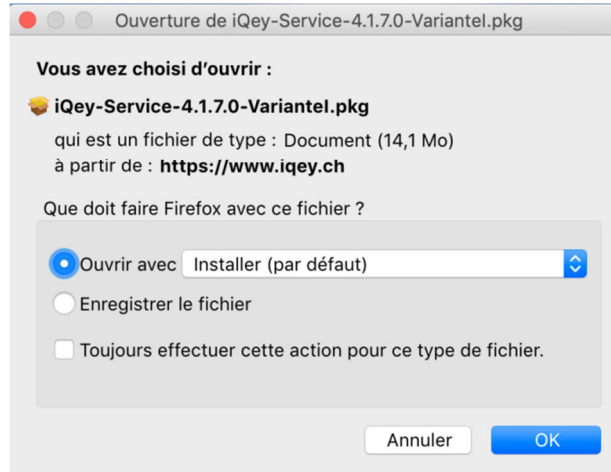 Ouverture de iQey-Service-4.1.7.0-Variantel.pkg
Vous avez choisi d'ouvrir :
iQey-Service-4.1.7.0-Variantel.pkg
qui est un fichier de type : Document (14,1 Mo)
à partir de : https://www.iqey.ch
Que doit faire Firefox avec ce fichier ?
Ouvrir avec Installer (par défaut)
Enregistrer le fichier
Toujours effectuer cette action pour ce type de fichier.
Annuler OK